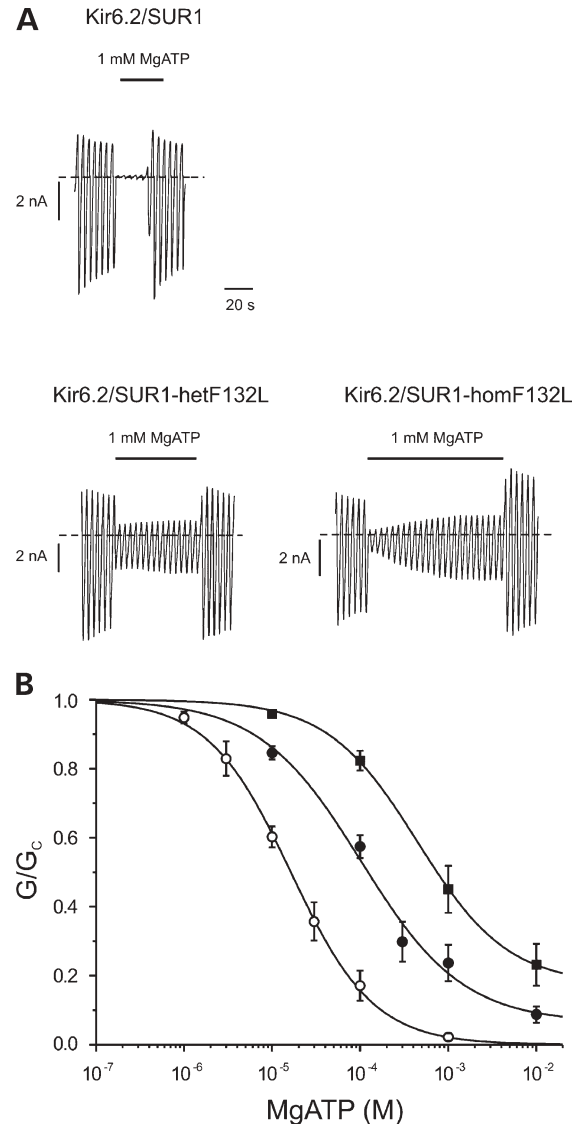 A
Kir6.2/SUR1
1 mM MgATP
2 nA
20 s
Kir6.2/SUR1-hetF132L
Kir6.2/SUR1-homF132L
1 mM MgATP
1 mM MgATP
2 nA
2 nA
B
1.0
0.8
0.6
0.4
0.2
0.0
G/G_C
10^-7
10^-6
10^-5
10^-4
10^-3
10^-2
MgATP (M)